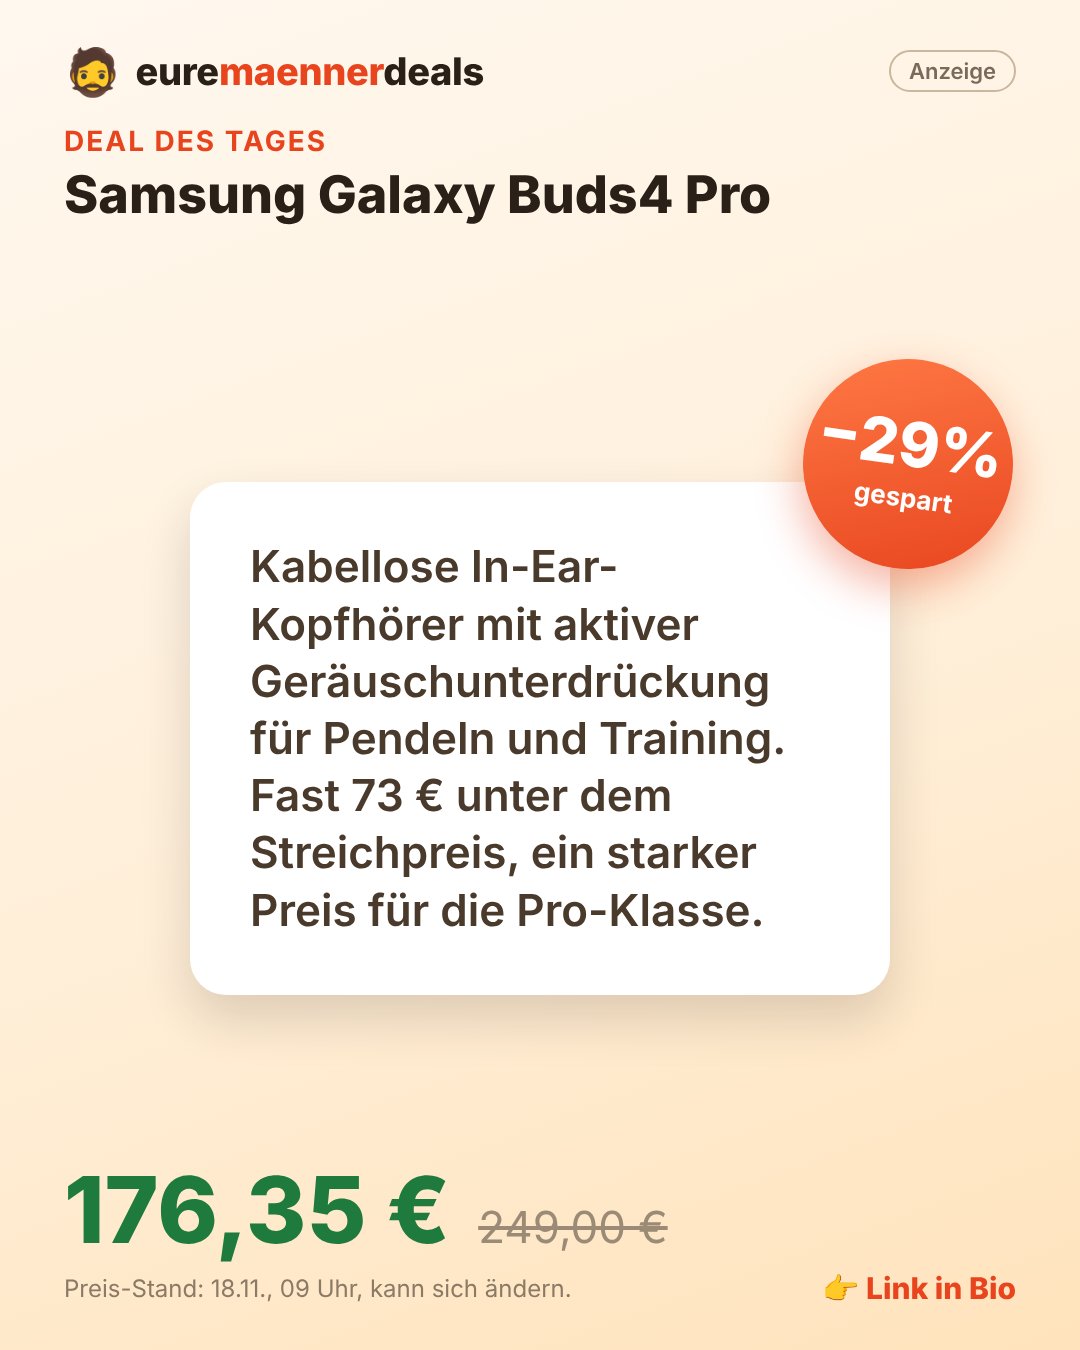 euremaennerdeals
Anzeige
DEAL DES TAGES
Samsung Galaxy Buds4 Pro
−29%
gespart
Kabellose In-Ear-
Kopfhörer mit aktiver
Geräuschunterdrückung
für Pendeln und Training.
Fast 73 € unter dem
Streichpreis, ein starker
Preis für die Pro-Klasse.
176,35 € 249,00 €
Preis-Stand: 18.11., 09 Uhr, kann sich ändern.
👉 Link in Bio